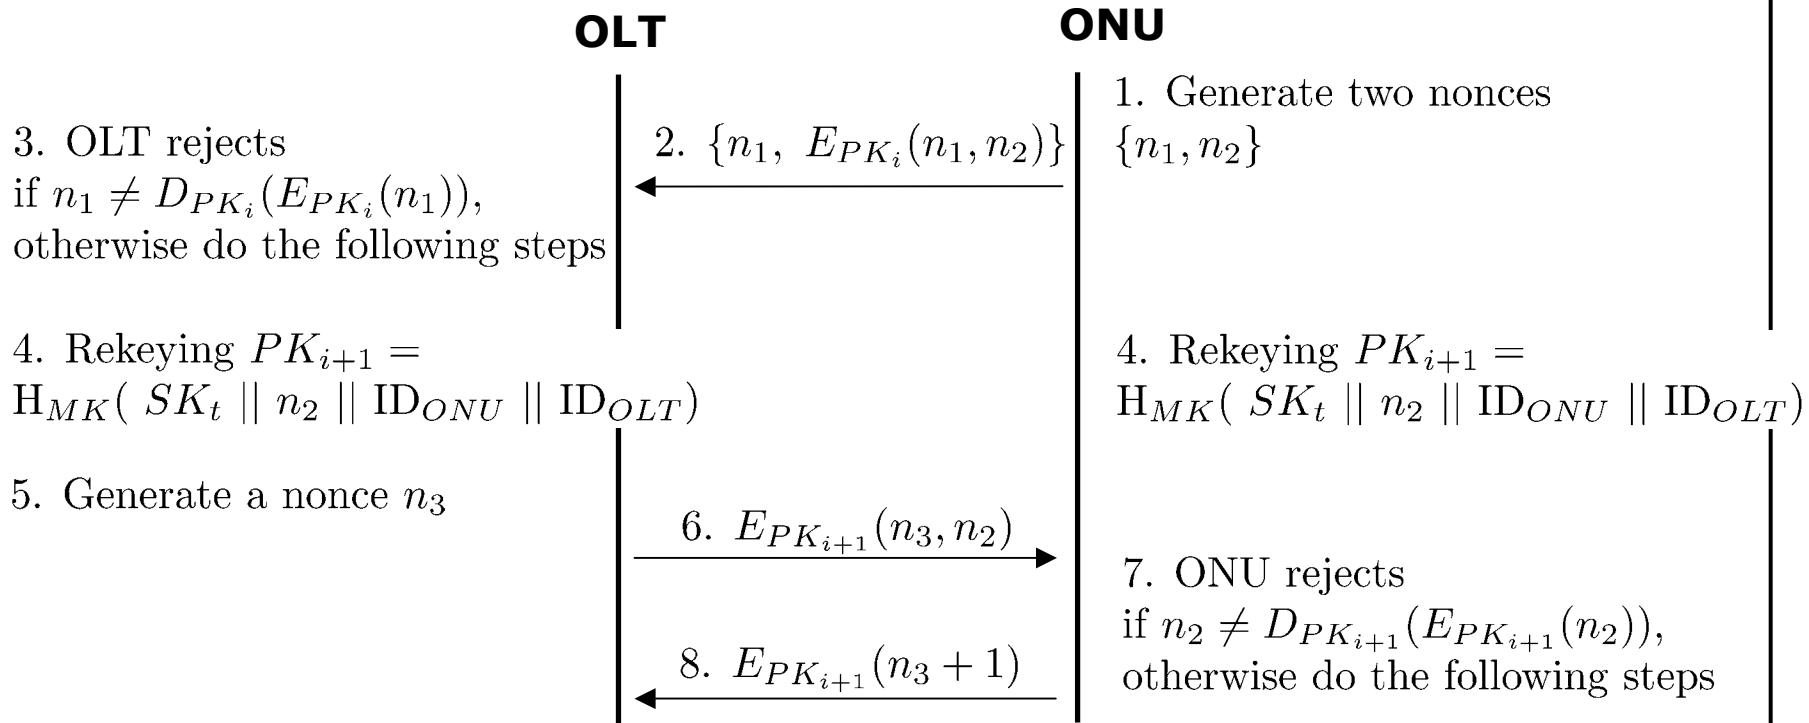 OLT
ONU
1. Generate two nonces
{n₁, n₂}
2. {n₁, E_{PK_i}(n₁, n₂)}
3. OLT rejects
if n₁ ≠ D_{PK_i}(E_{PK_i}(n₁)),
otherwise do the following steps
4. Rekeying PK_{i+1} =
H_{MK}( SK_t || n₂ || ID_{ONU} || ID_{OLT})
4. Rekeying PK_{i+1} =
H_{MK}( SK_t || n₂ || ID_{ONU} || ID_{OLT})
5. Generate a nonce n₃
6. E_{PK_{i+1}}(n₃, n₂)
7. ONU rejects
if n₂ ≠ D_{PK_{i+1}}(E_{PK_{i+1}}(n₂)),
otherwise do the following steps
8. E_{PK_{i+1}}(n₃ + 1)